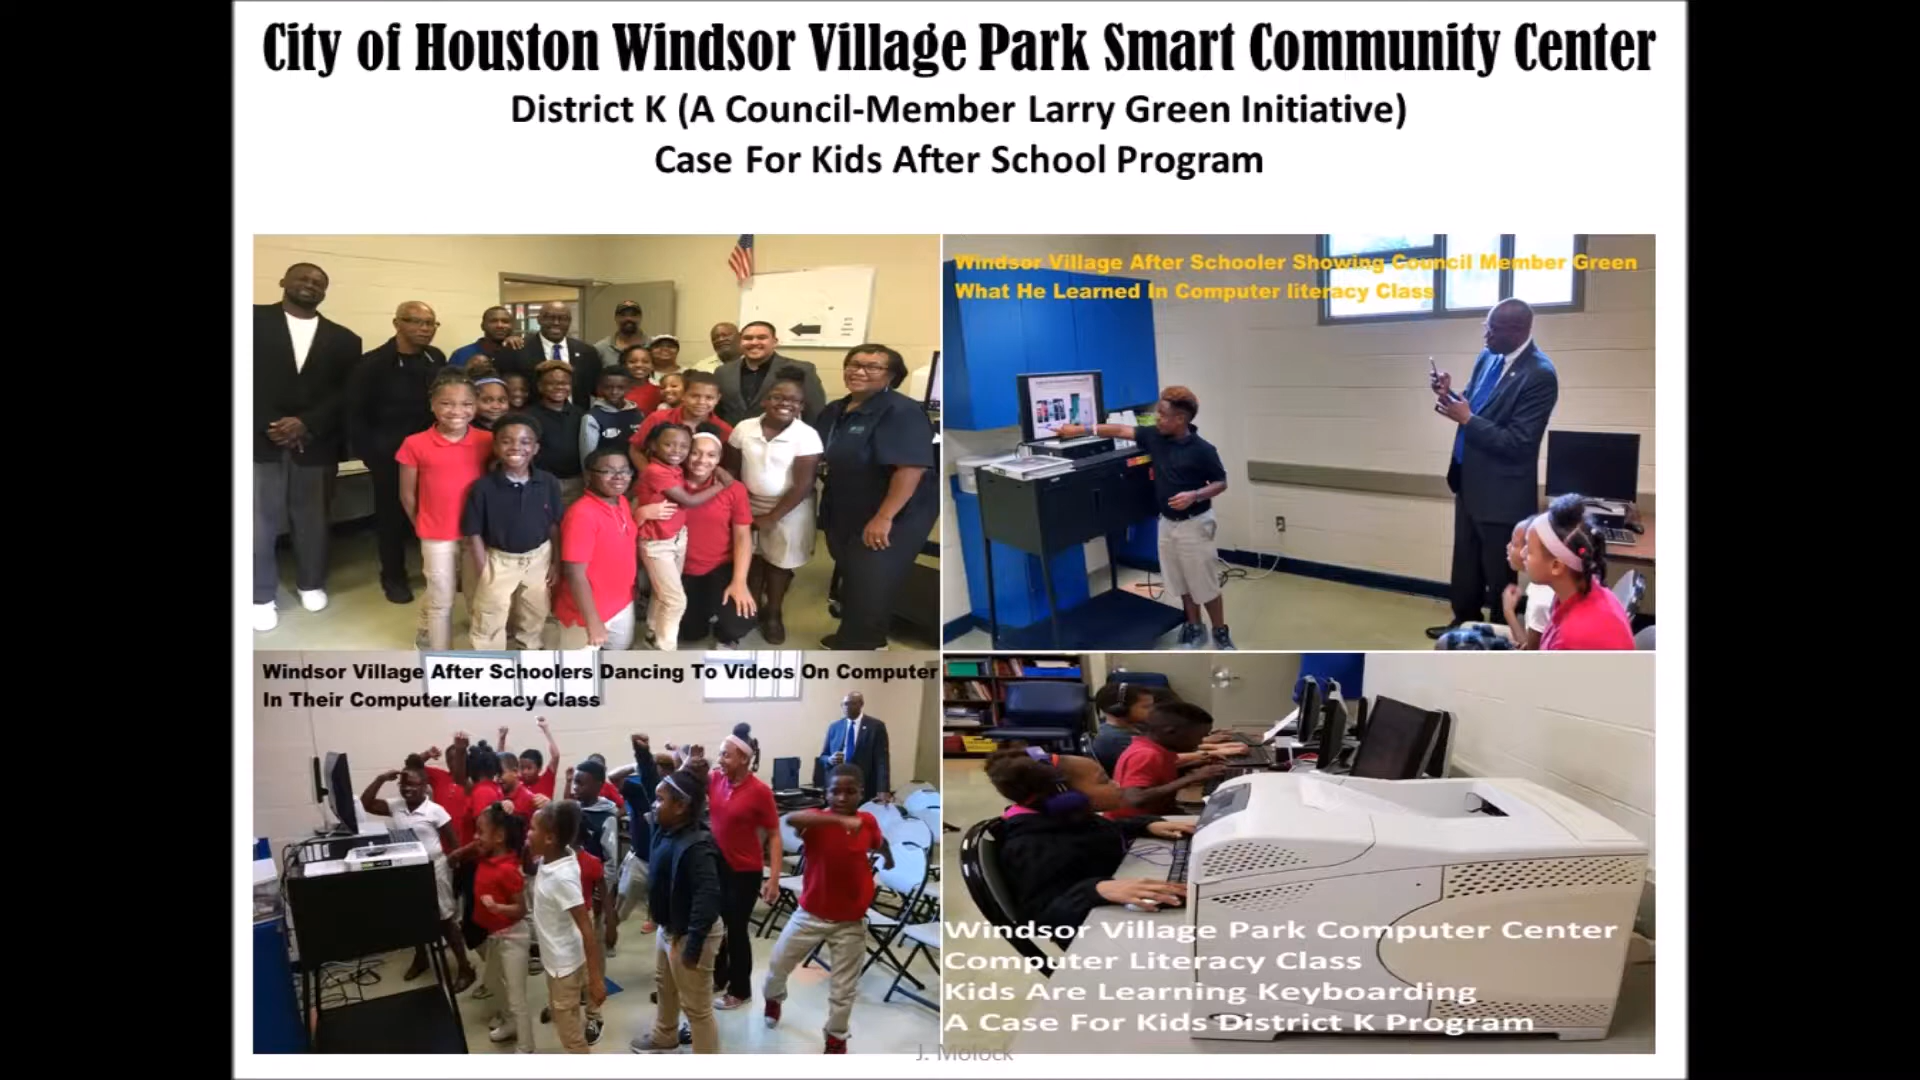 City of Houston Windsor Village Park Smart Community Center
District K (A Council-Member Larry Green Initiative)
Case For Kids After School Program
Windsor Village After Schooler Showing Council Member Green
What He Learned In Computer literacy Class
Windsor Village After Schoolers Dancing To Videos On Computer
In Their Computer literacy Class
Windsor Village Park Computer Center
Computer Literacy Class
Kids Are Learning Keyboarding
A Case For Kids District K Program
J. Molock